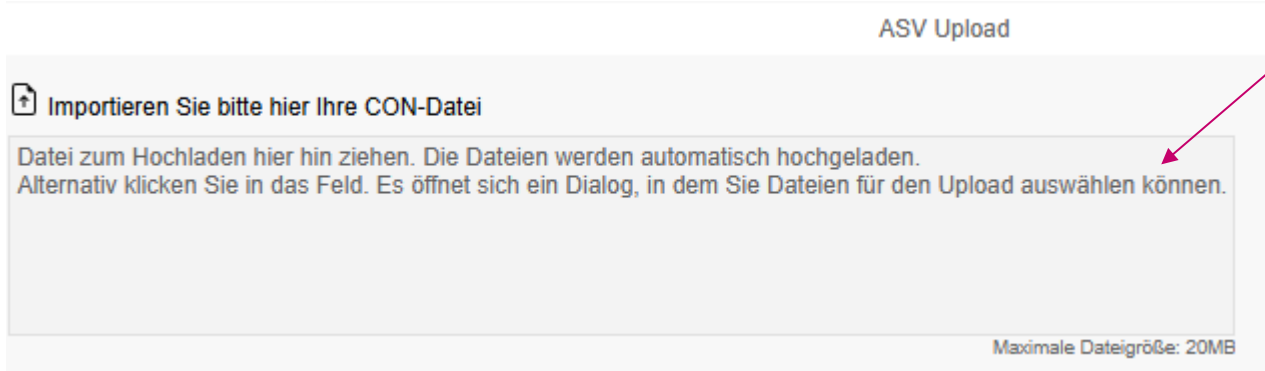 ASV Upload
Importieren Sie bitte hier Ihre CON-Datei
Datei zum Hochladen hier hin ziehen. Die Dateien werden automatisch hochgeladen.
Alternativ klicken Sie in das Feld. Es öffnet sich ein Dialog, in dem Sie Dateien für den Upload auswählen können.
Maximale Dateigröße: 20MB